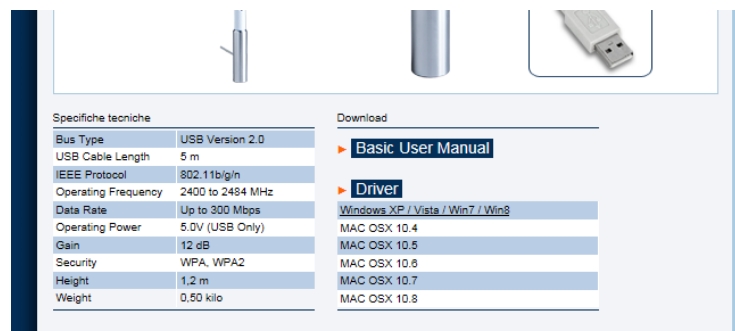 Specifiche tecniche
Bus Type USB Version 2.0
USB Cable Length 5 m
IEEE Protocol 802.11b/g/n
Operating Frequency 2400 to 2484 MHz
Data Rate Up to 300 Mbps
Operating Power 5.0V (USB Only)
Gain 12 dB
Security WPA, WPA2
Height 1,2 m
Weight 0,50 kilo
Download
► Basic User Manual
► Driver
Windows XP / Vista / Win7 / Win8
MAC OSX 10.4
MAC OSX 10.5
MAC OSX 10.6
MAC OSX 10.7
MAC OSX 10.8